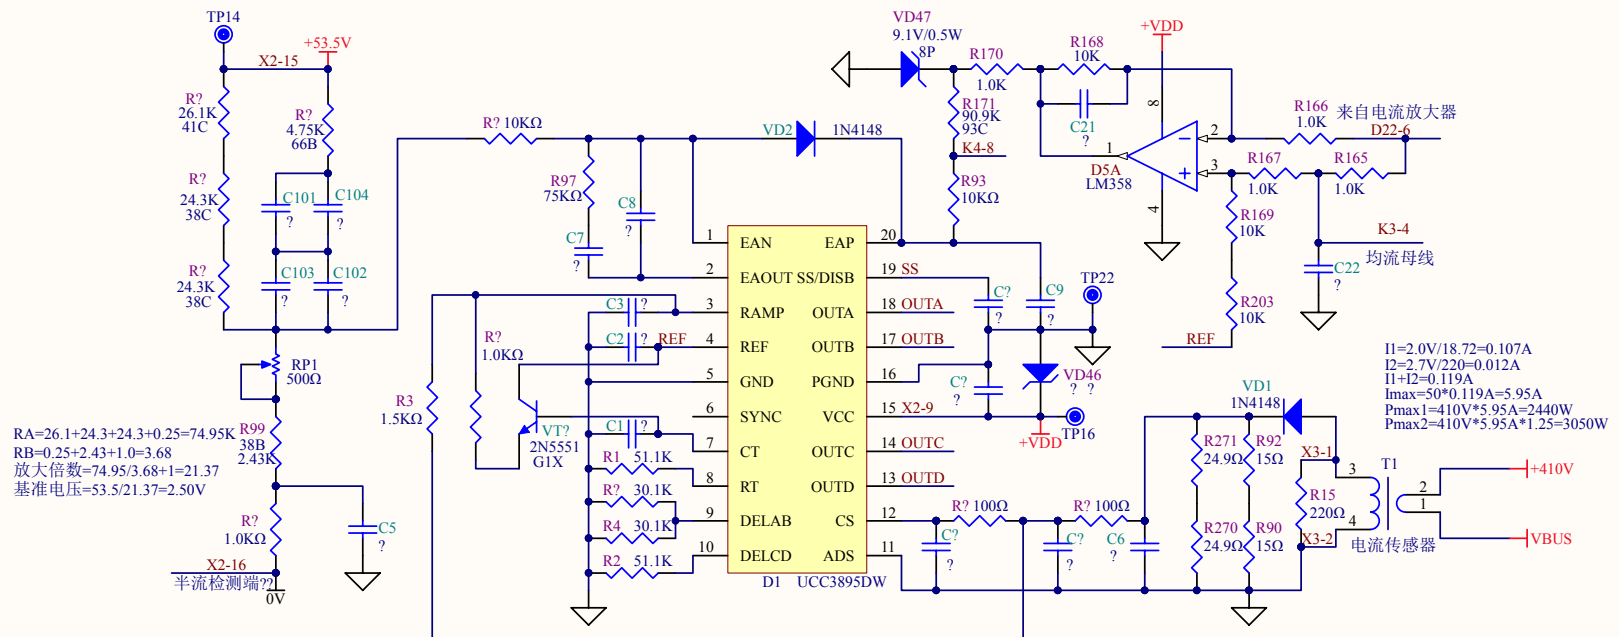 TP14
X2-15
+53.5V
R?
26.1K
41C
R?
4.75K
66B
R?
24.3K
38C
C101
?
C104
?
R?
24.3K
38C
C103
?
C102
?
RP1
500Ω
R99
38B
2.43K
RA=26.1+24.3+24.3+0.25=74.95K
RB=0.25+2.43+1.0=3.68
放大倍数=74.95/3.68+1=21.37
基准电压=53.5/21.37=2.50V
R?
1.0KΩ
C5
?
X2-16
半流检测端??
0V
R? 10KΩ
VD2
1N4148
R97
75KΩ
C8
?
C7
?
C3 ?
C2 ?
REF
R?
1.0KΩ
R3
1.5KΩ
VT?
2N5551
G1X
C1 ?
R1 51.1K
R? 30.1K
R4 30.1K
R2 51.1K
1 EAN
2 EAOUT
3 RAMP
4 REF
5 GND
6 SYNC
7 CT
8 RT
9 DELAB
10 DELCD
EAP 20
SS/DISB 19 SS
OUTA 18 OUTA
OUTB 17 OUTB
PGND 16
VCC 15 X2-9
OUTC 14 OUTC
OUTD 13 OUTD
CS 12
ADS 11
D1 UCC3895DW
VD47
9.1V/0.5W
8P
R170
1.0K
R168
10K
C21
?
R171
90.9K
93C
K4-8
R93
10KΩ
+VDD
8
1
2
3
4
D5A
LM358
R166
1.0K
来自电流放大器
D22-6
R167
1.0K
R165
1.0K
R169
10K
R203
10K
REF
K3-4
均流母线
C22
?
C?
?
C9
?
TP22
C?
?
VD46
? ?
+VDD
TP16
R? 100Ω
R? 100Ω
C?
?
C?
?
C6
?
I1=2.0V/18.72=0.107A
I2=2.7V/220=0.012A
I1+I2=0.119A
Imax=50*0.119A=5.95A
Pmax1=410V*5.95A=2440W
Pmax2=410V*5.95A*1.25=3050W
VD1
1N4148
R271
24.9Ω
R92
15Ω
R270
24.9Ω
R90
15Ω
X3-1
R15
220Ω
X3-2
3
4
T1
2
1
电流传感器
+410V
VBUS